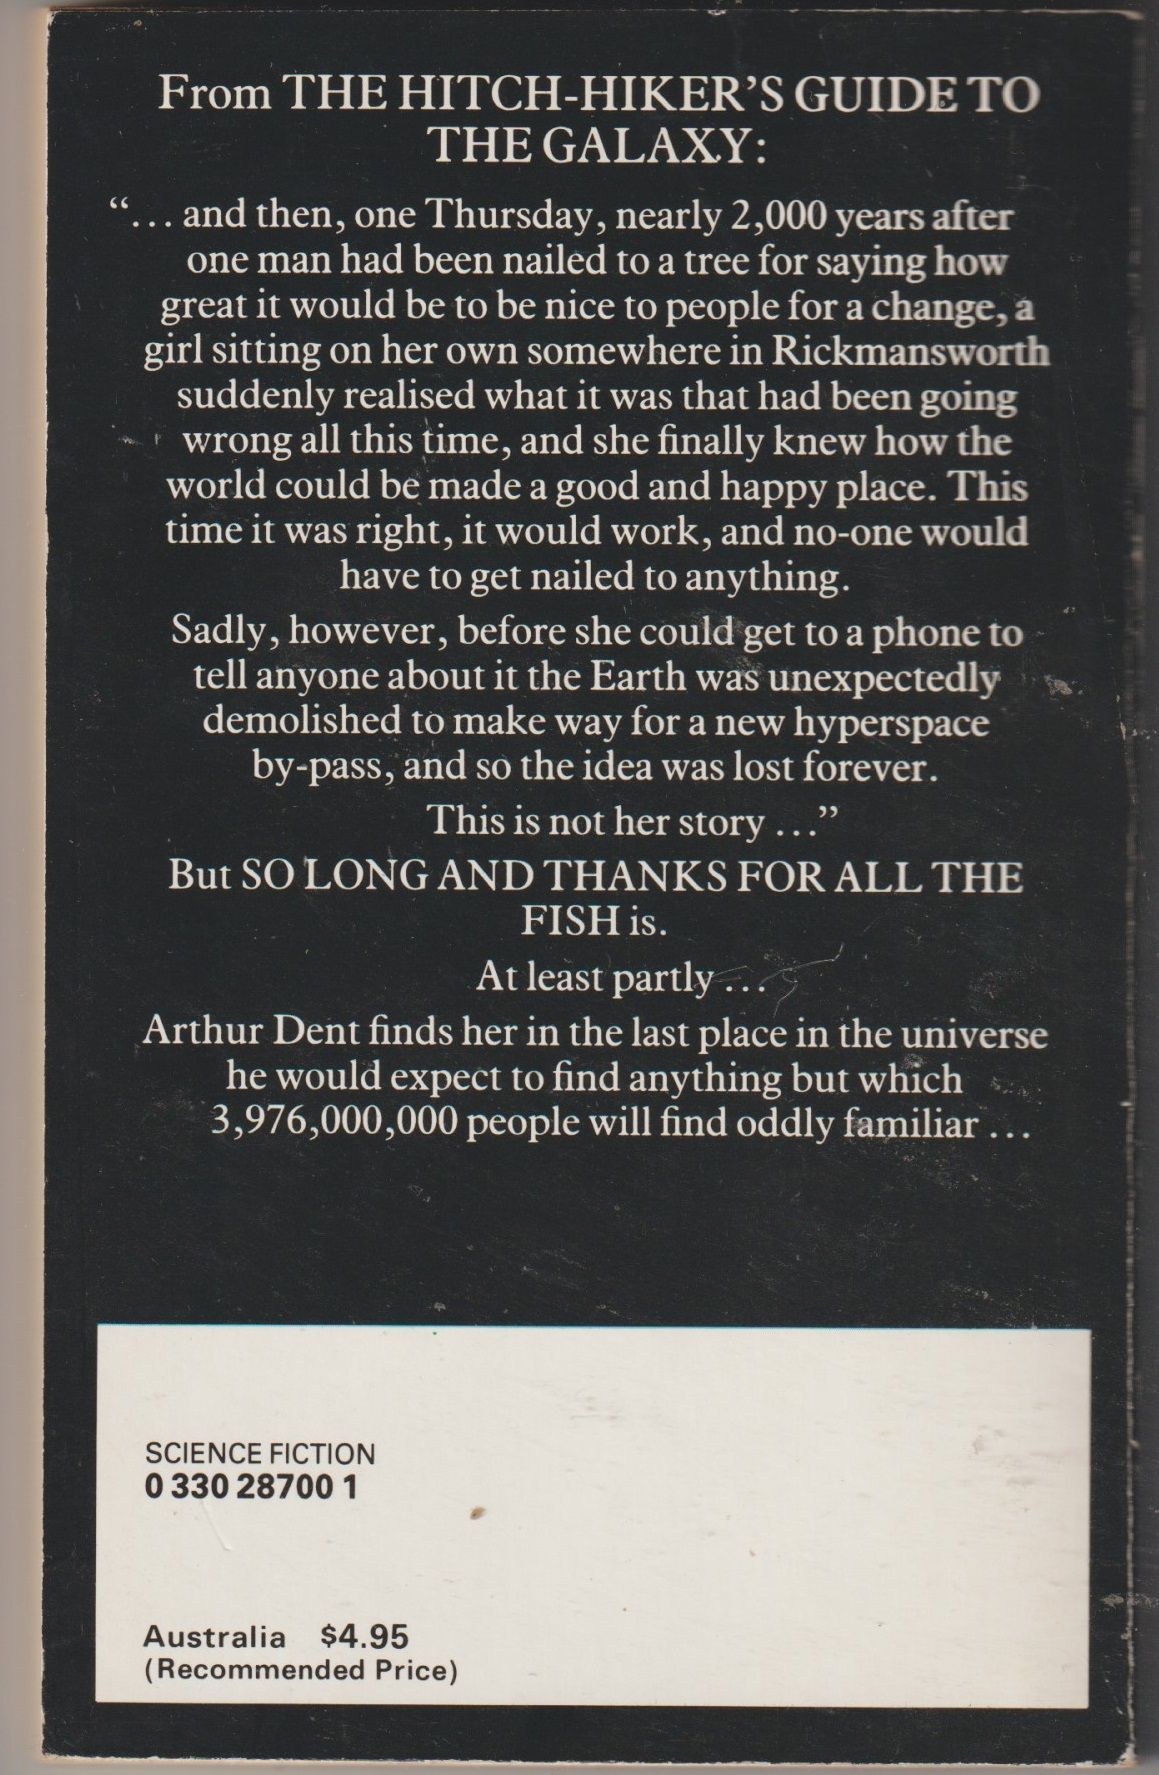 From THE HITCH-HIKER’S GUIDE TO
THE GALAXY:
“... and then, one Thursday, nearly 2,000 years after
one man had been nailed to a tree for saying how
great it would be to be nice to people for a change, a
girl sitting on her own somewhere in Rickmansworth
suddenly realised what it was that had been going
wrong all this time, and she finally knew how the
world could be made a good and happy place. This
time it was right, it would work, and no-one would
have to get nailed to anything.
Sadly, however, before she could get to a phone to
tell anyone about it the Earth was unexpectedly
demolished to make way for a new hyperspace
by-pass, and so the idea was lost forever.
This is not her story ...”
But SO LONG AND THANKS FOR ALL THE
FISH is.
At least partly ...
Arthur Dent finds her in the last place in the universe
he would expect to find anything but which
3,976,000,000 people will find oddly familiar ...
SCIENCE FICTION
0 330 28700 1
Australia $4.95
(Recommended Price)